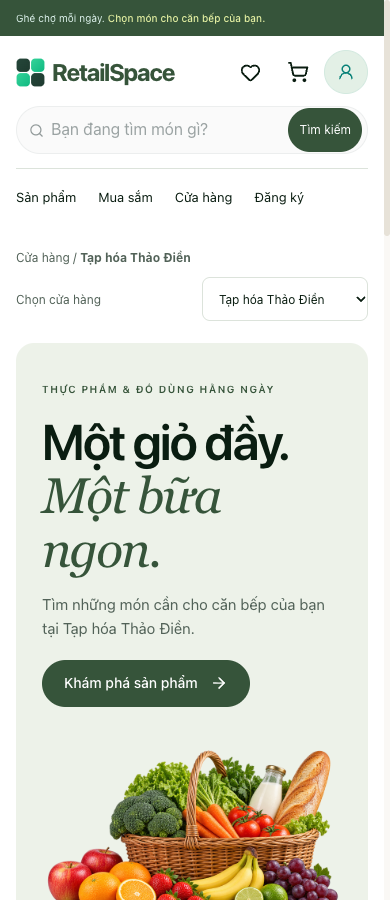 Ghé chợ mỗi ngày. Chọn món cho căn bếp của bạn.
RetailSpace
Bạn đang tìm món gì?
Tìm kiếm
Sản phẩm Mua sắm Cửa hàng Đăng ký
Cửa hàng / Tạp hóa Thảo Điền
Chọn cửa hàng
Tạp hóa Thảo Điền
THỰC PHẨM & ĐỒ DÙNG HẰNG NGÀY
Một giỏ đầy.
Một bữa
ngon.
Tìm những món cần cho căn bếp của bạn
tại Tạp hóa Thảo Điền.
Khám phá sản phẩm